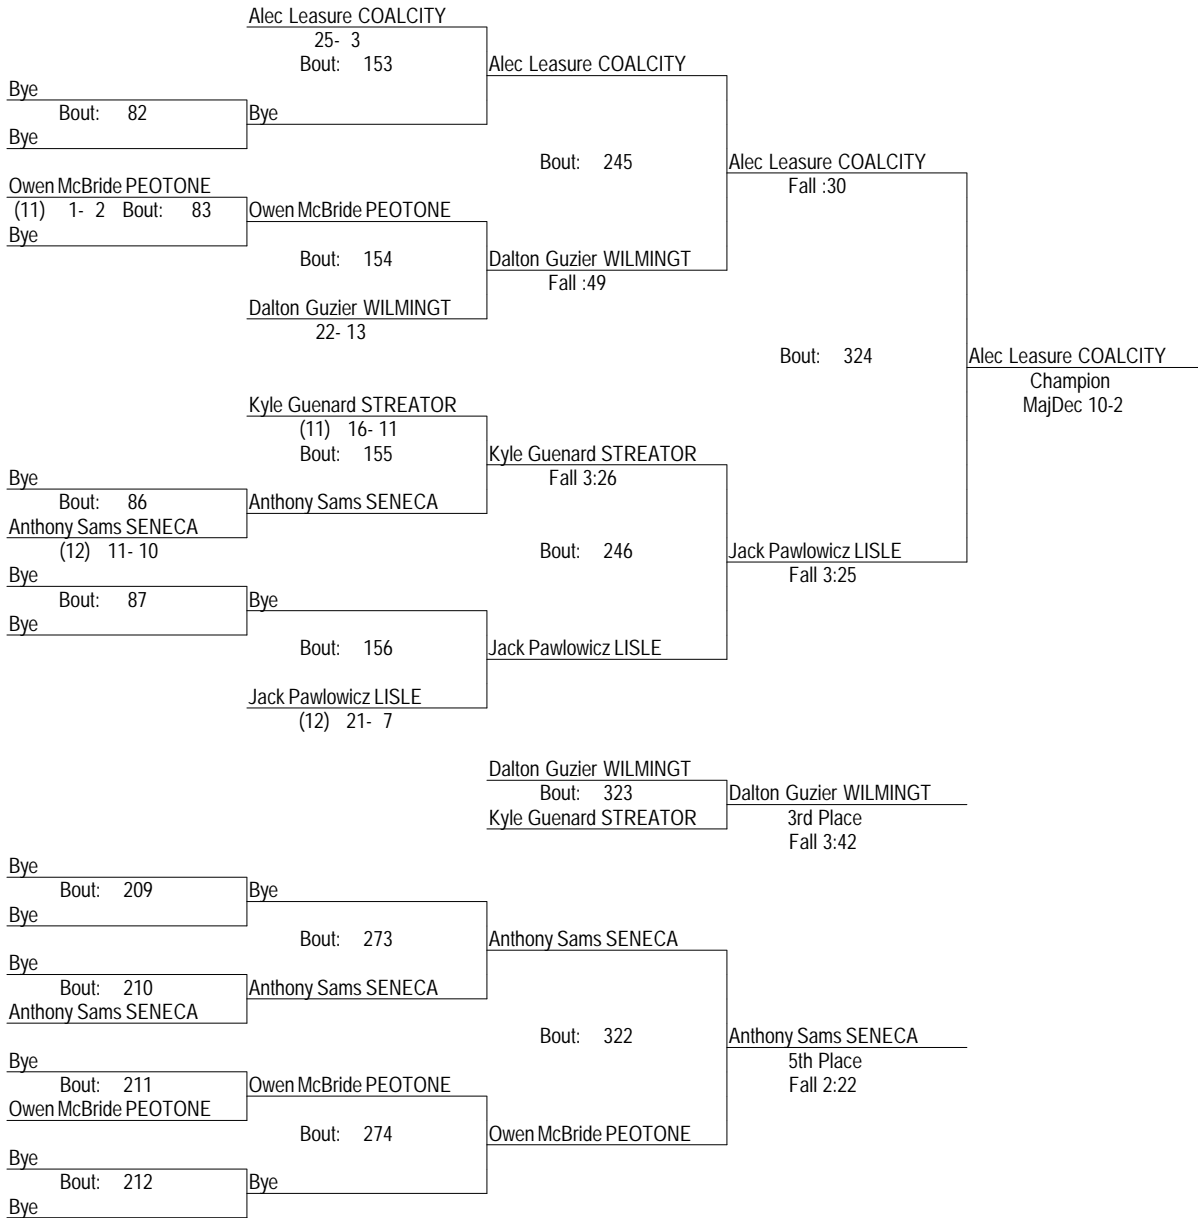 Alec Leasure COALCITY
25- 3
Bout: 153
Alec Leasure COALCITY
Bye
Bout: 82
Bye
Bye
Bout: 245
Alec Leasure COALCITY
Fall :30
Owen McBride PEOTONE
(11) 1- 2 Bout: 83
Owen McBride PEOTONE
Bye
Bout: 154
Dalton Guzier WILMINGT
Fall :49
Dalton Guzier WILMINGT
22- 13
Bout: 324
Alec Leasure COALCITY
Champion
MajDec 10-2
Kyle Guenard STREATOR
(11) 16- 11
Bout: 155
Kyle Guenard STREATOR
Fall 3:26
Bye
Bout: 86
Anthony Sams SENECA
Anthony Sams SENECA
(12) 11- 10
Bout: 246
Jack Pawlowicz LISLE
Fall 3:25
Bye
Bout: 87
Bye
Bye
Bout: 156
Jack Pawlowicz LISLE
Jack Pawlowicz LISLE
(12) 21- 7
Dalton Guzier WILMINGT
Bout: 323
Dalton Guzier WILMINGT
Kyle Guenard STREATOR
3rd Place
Fall 3:42
Bye
Bout: 209
Bye
Bye
Bout: 273
Anthony Sams SENECA
Bye
Bout: 210
Anthony Sams SENECA
Anthony Sams SENECA
Bout: 322
Anthony Sams SENECA
5th Place
Fall 2:22
Bye
Bout: 211
Owen McBride PEOTONE
Owen McBride PEOTONE
Bout: 274
Owen McBride PEOTONE
Bye
Bout: 212
Bye
Bye